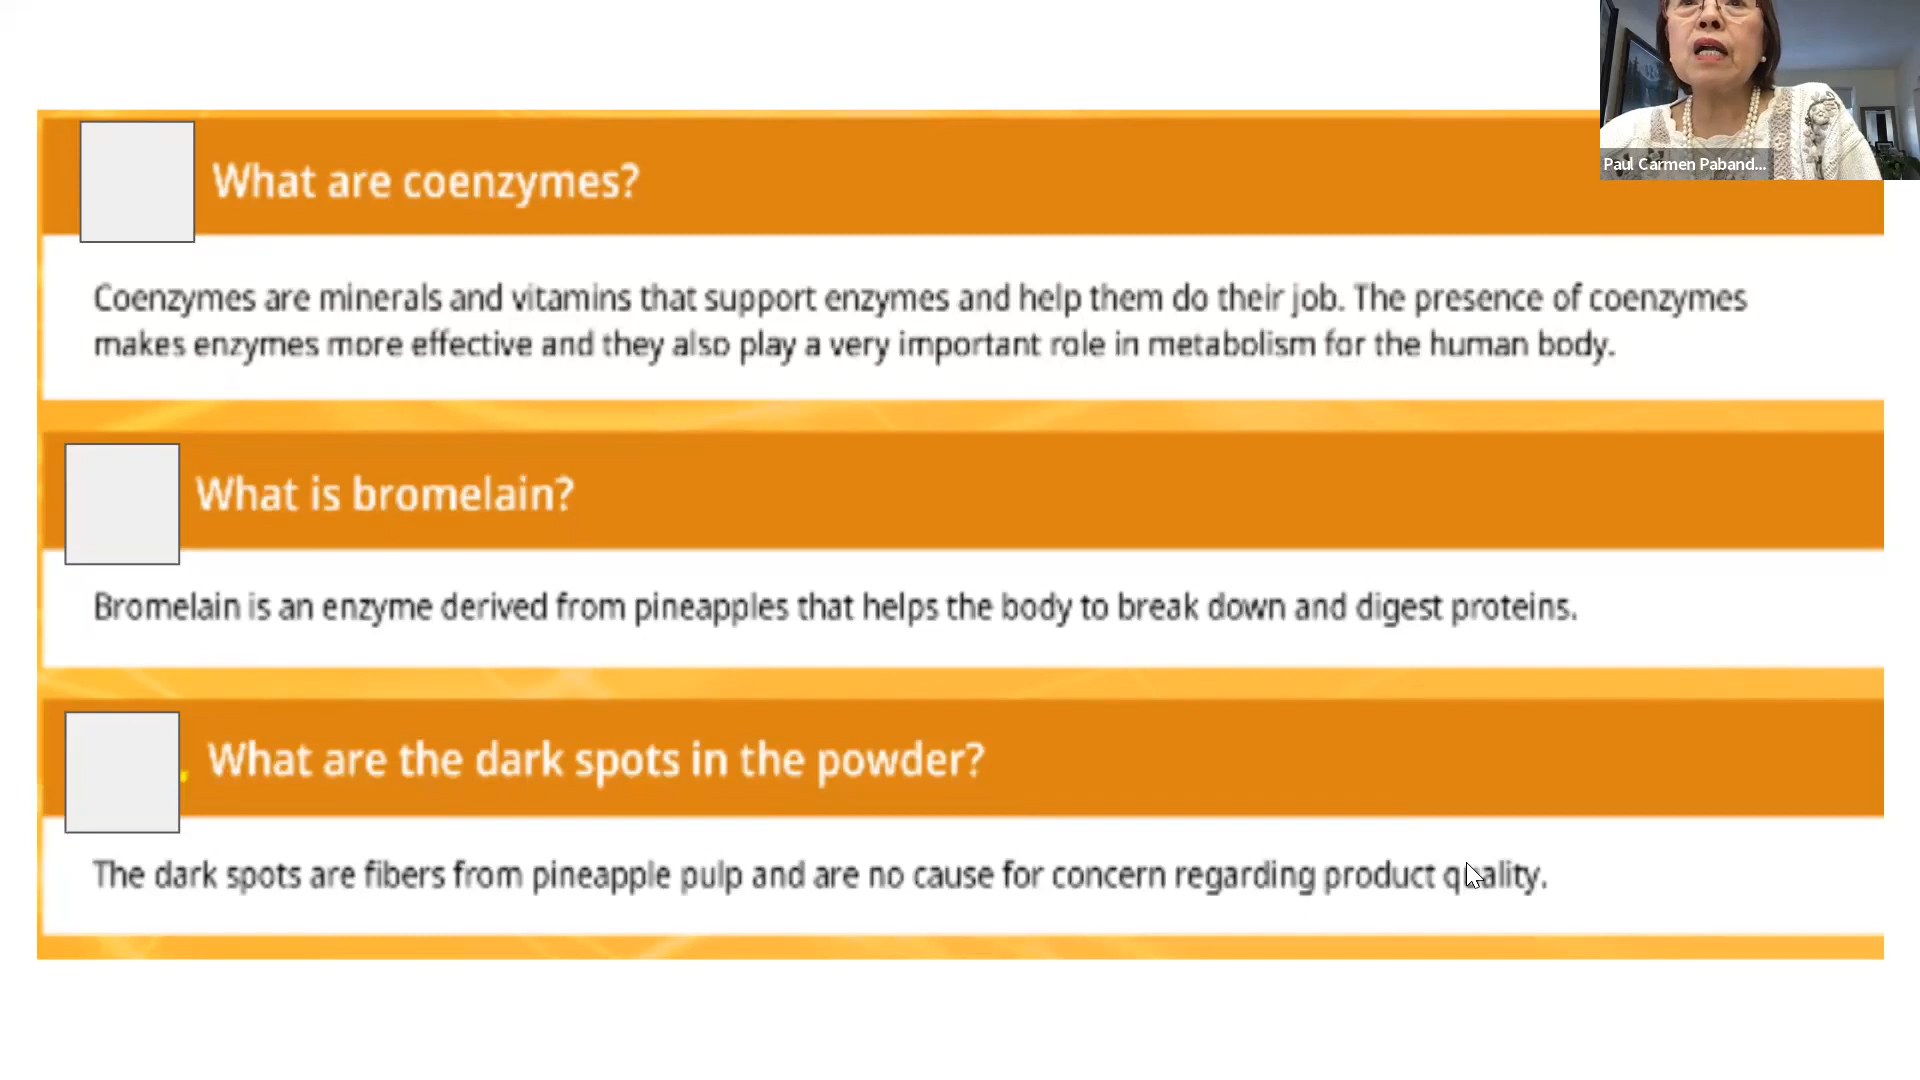 Paul Carmen Paband...
What are coenzymes?
Coenzymes are minerals and vitamins that support enzymes and help them do their job. The presence of coenzymes
makes enzymes more effective and they also play a very important role in metabolism for the human body.
What is bromelain?
Bromelain is an enzyme derived from pineapples that helps the body to break down and digest proteins.
What are the dark spots in the powder?
The dark spots are fibers from pineapple pulp and are no cause for concern regarding product quality.